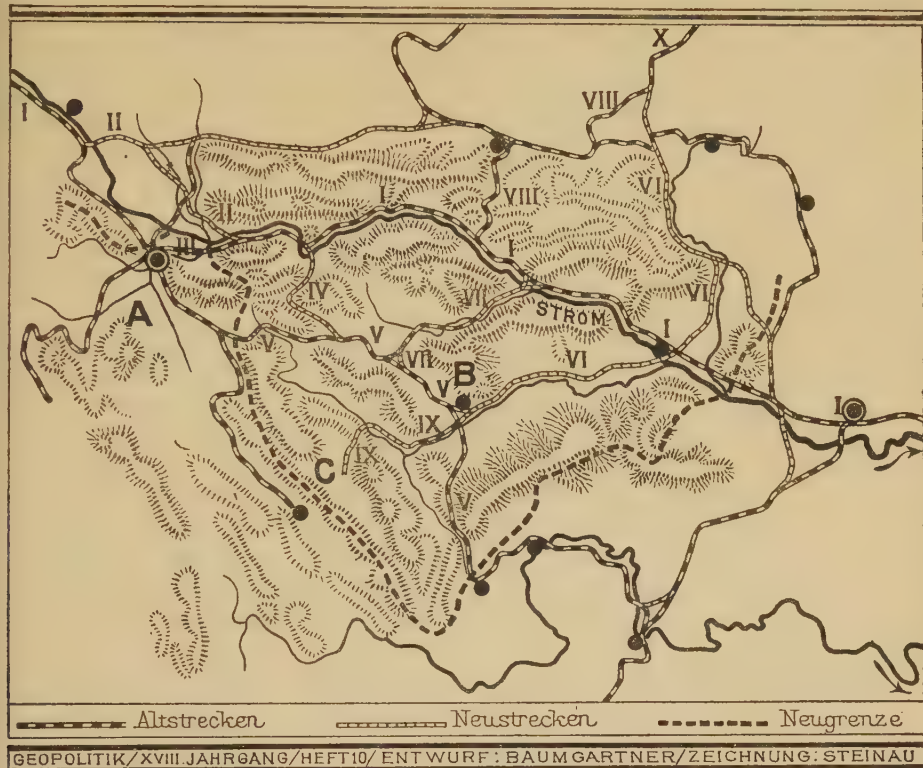 X
VIII
I
II
VI
VIII
I
II
III
I
IV
VII
VI
A
STROM
V
V
I
VII
VI
B
V
I
IX
C
IX
V
Altstrecken Neustrecken Neugrenze
GEOPOLITIK/XVIII.JAHRGANG/HEFT10/ENTWURF:BAUMGARTNER/ZEICHNUNG:STEINAU